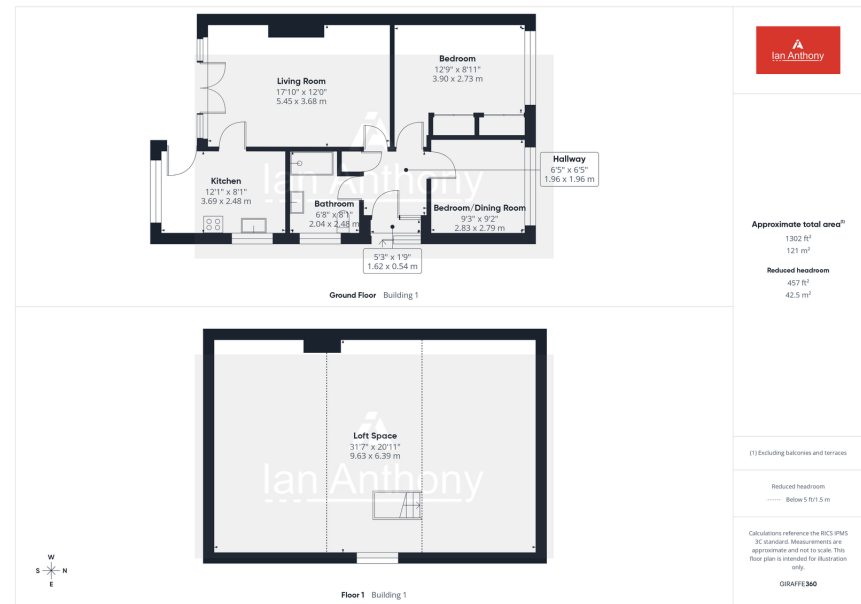 Living Room
17'10" x 12'0"
5.45 x 3.68 m
Bedroom
12'9" x 8'11"
3.90 x 2.73 m
Kitchen
12'1" x 8'1"
3.69 x 2.48 m
Bathroom
6'8" x 8'1"
2.04 x 2.48 m
Hallway
6'5" x 6'5"
1.96 x 1.96 m
Bedroom/Dining Room
9'3" x 9'2"
2.83 x 2.79 m
5'3" x 1'9"
1.62 x 0.54 m
Ian Anthony
Ground Floor Building 1
Loft Space
31'7" x 20'11"
9.63 x 6.39 m
Ian Anthony
W
S N
E
Floor 1 Building 1
Ian Anthony
Approximate total area⁽¹⁾
1302 ft²
121 m²
Reduced headroom
457 ft²
42.5 m²
(1) Excluding balconies and terraces
Reduced headroom
Below 5 ft/1.5 m
Calculations reference the RICS IPMS
3C standard. Measurements are
approximate and not to scale. This
floor plan is intended for illustration
only.
GIRAFFE360